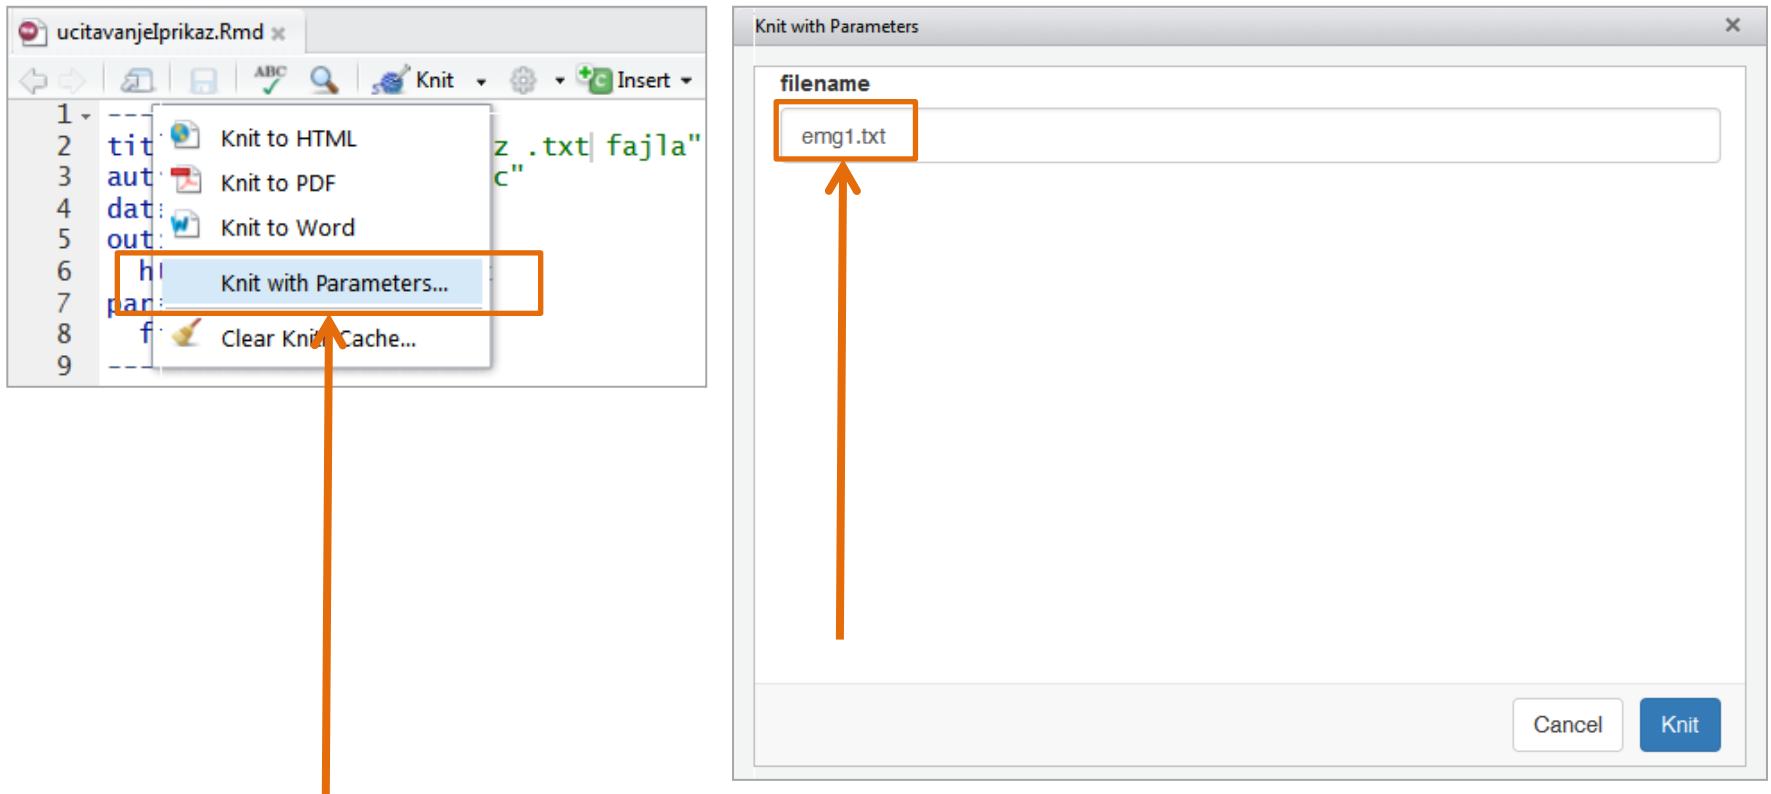 ucitavanjeIprikaz.Rmd
ABC Knit Insert
1 ---
2 tit z .txt fajla"
3 aut c"
4 dat
5 out
6 h
7 par
8 f
9 ---
Knit to HTML
Knit to PDF
Knit to Word
Knit with Parameters...
Clear Knitr Cache...
Knit with Parameters
filename
emg1.txt
Cancel Knit